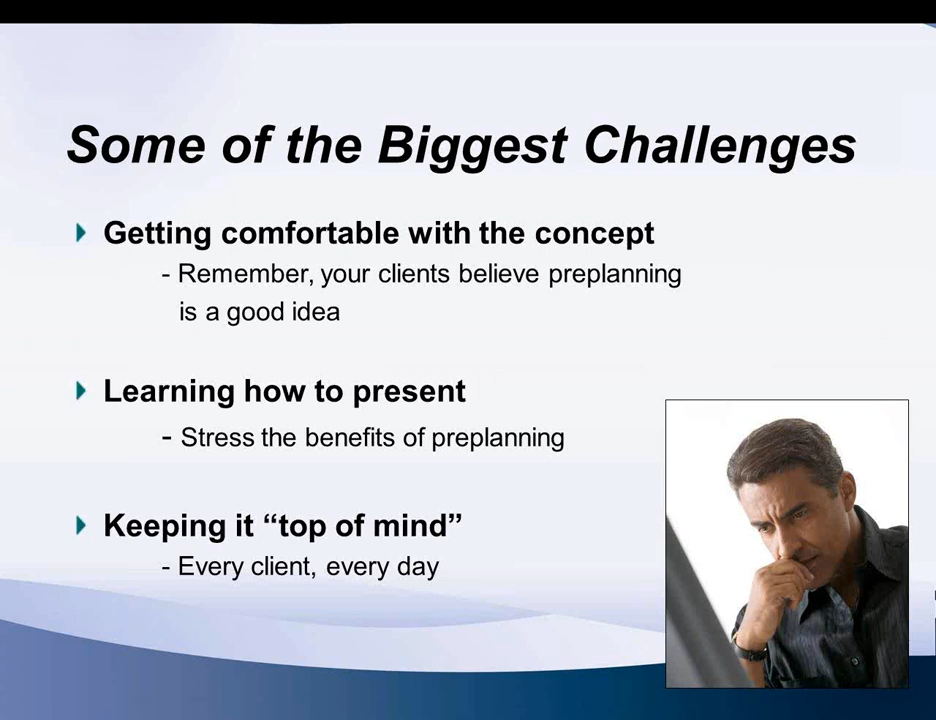 Some of the Biggest Challenges
Getting comfortable with the concept
- Remember, your clients believe preplanning
is a good idea
Learning how to present
- Stress the benefits of preplanning
Keeping it “top of mind”
- Every client, every day